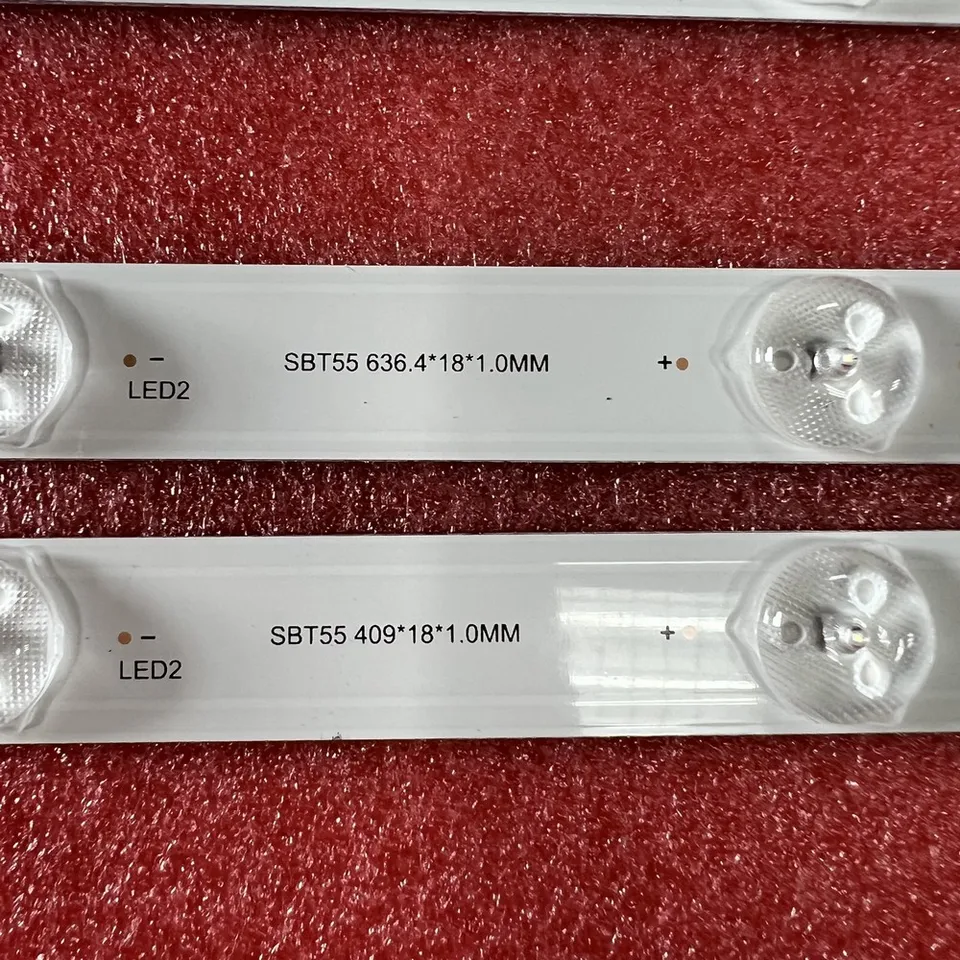 − SBT55 636.4*18*1.0MM +
LED2
− SBT55 409*18*1.0MM +
LED2